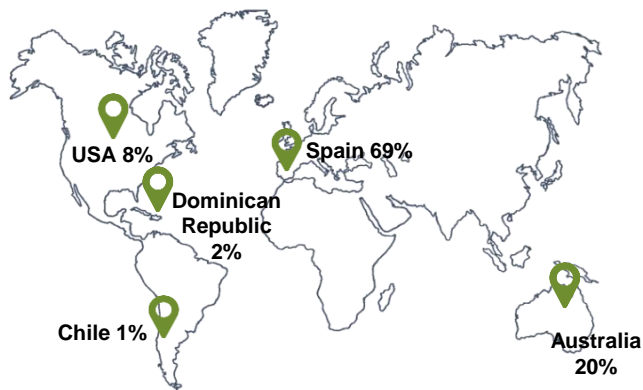 USA 8%
Spain 69%
Dominican
Republic
2%
Chile 1%
Australia
20%